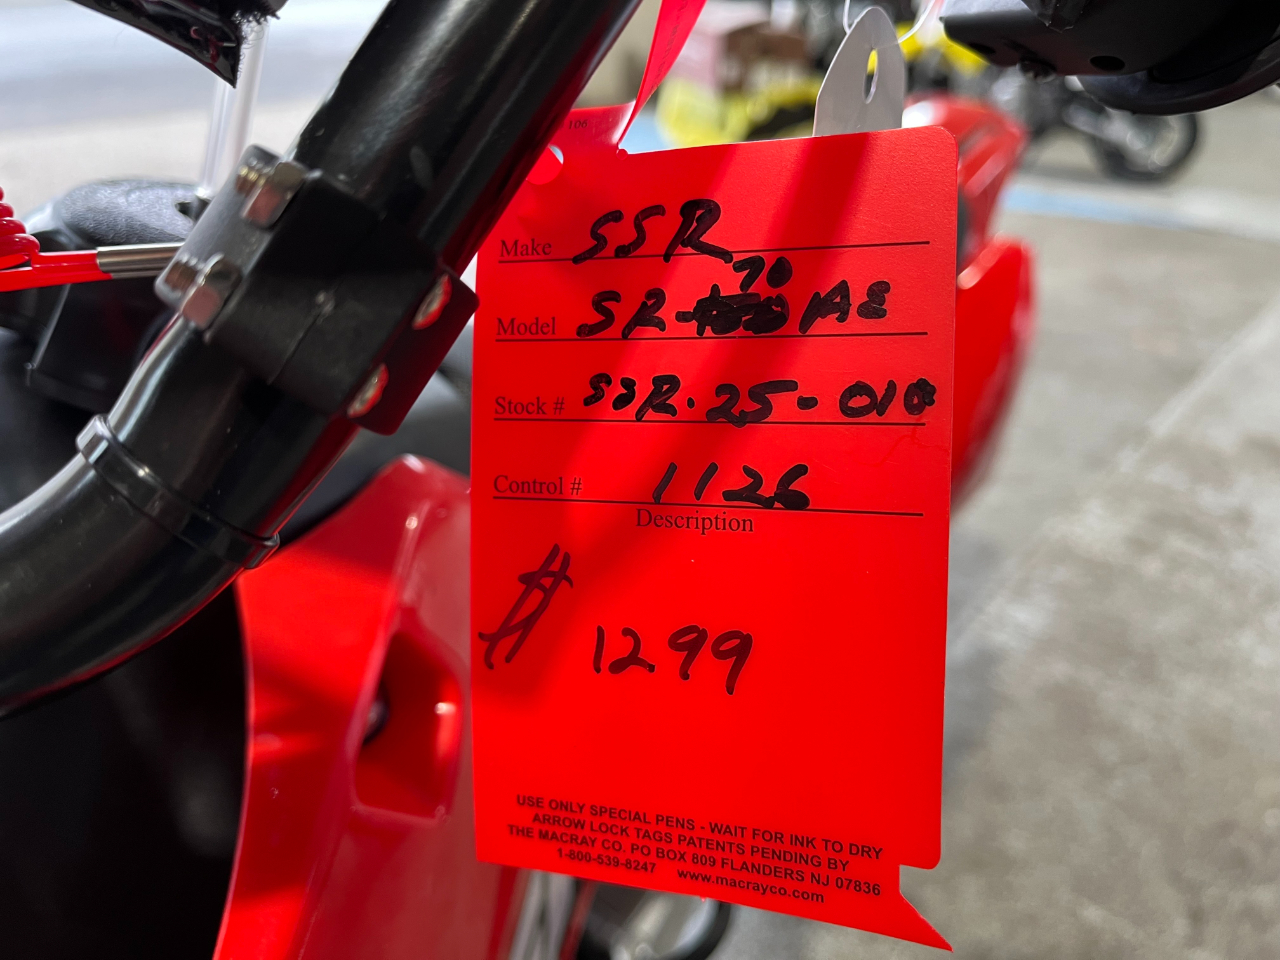 106
Make SSR
70
Model SR- 1AE
Stock # SSR-25-010
Control # 1126
Description
# 1299
USE ONLY SPECIAL PENS - WAIT FOR INK TO DRY
ARROW LOCK TAGS PATENTS PENDING BY
THE MACRAY CO. PO BOX 809 FLANDERS NJ 07836
1-800-539-8247 www.macrayco.com